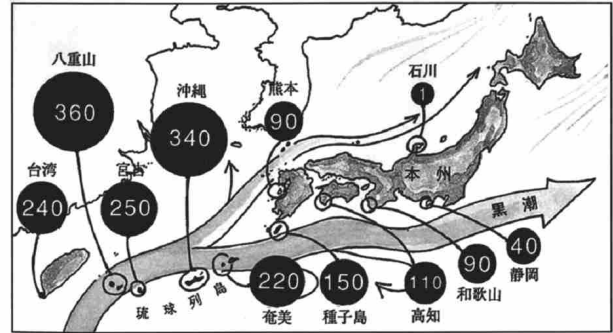 八重山
360
沖縄
340
熊本
90
石川
1
台湾
240
宮古
250
本州
黒潮
琉球列島
220
奄美
150
種子島
110
高知
90
和歌山
40
静岡